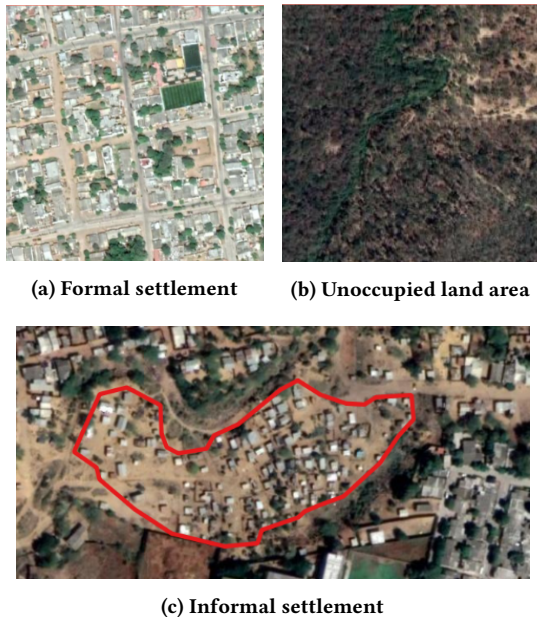 (a) Formal settlement
(b) Unoccupied land area
(c) Informal settlement